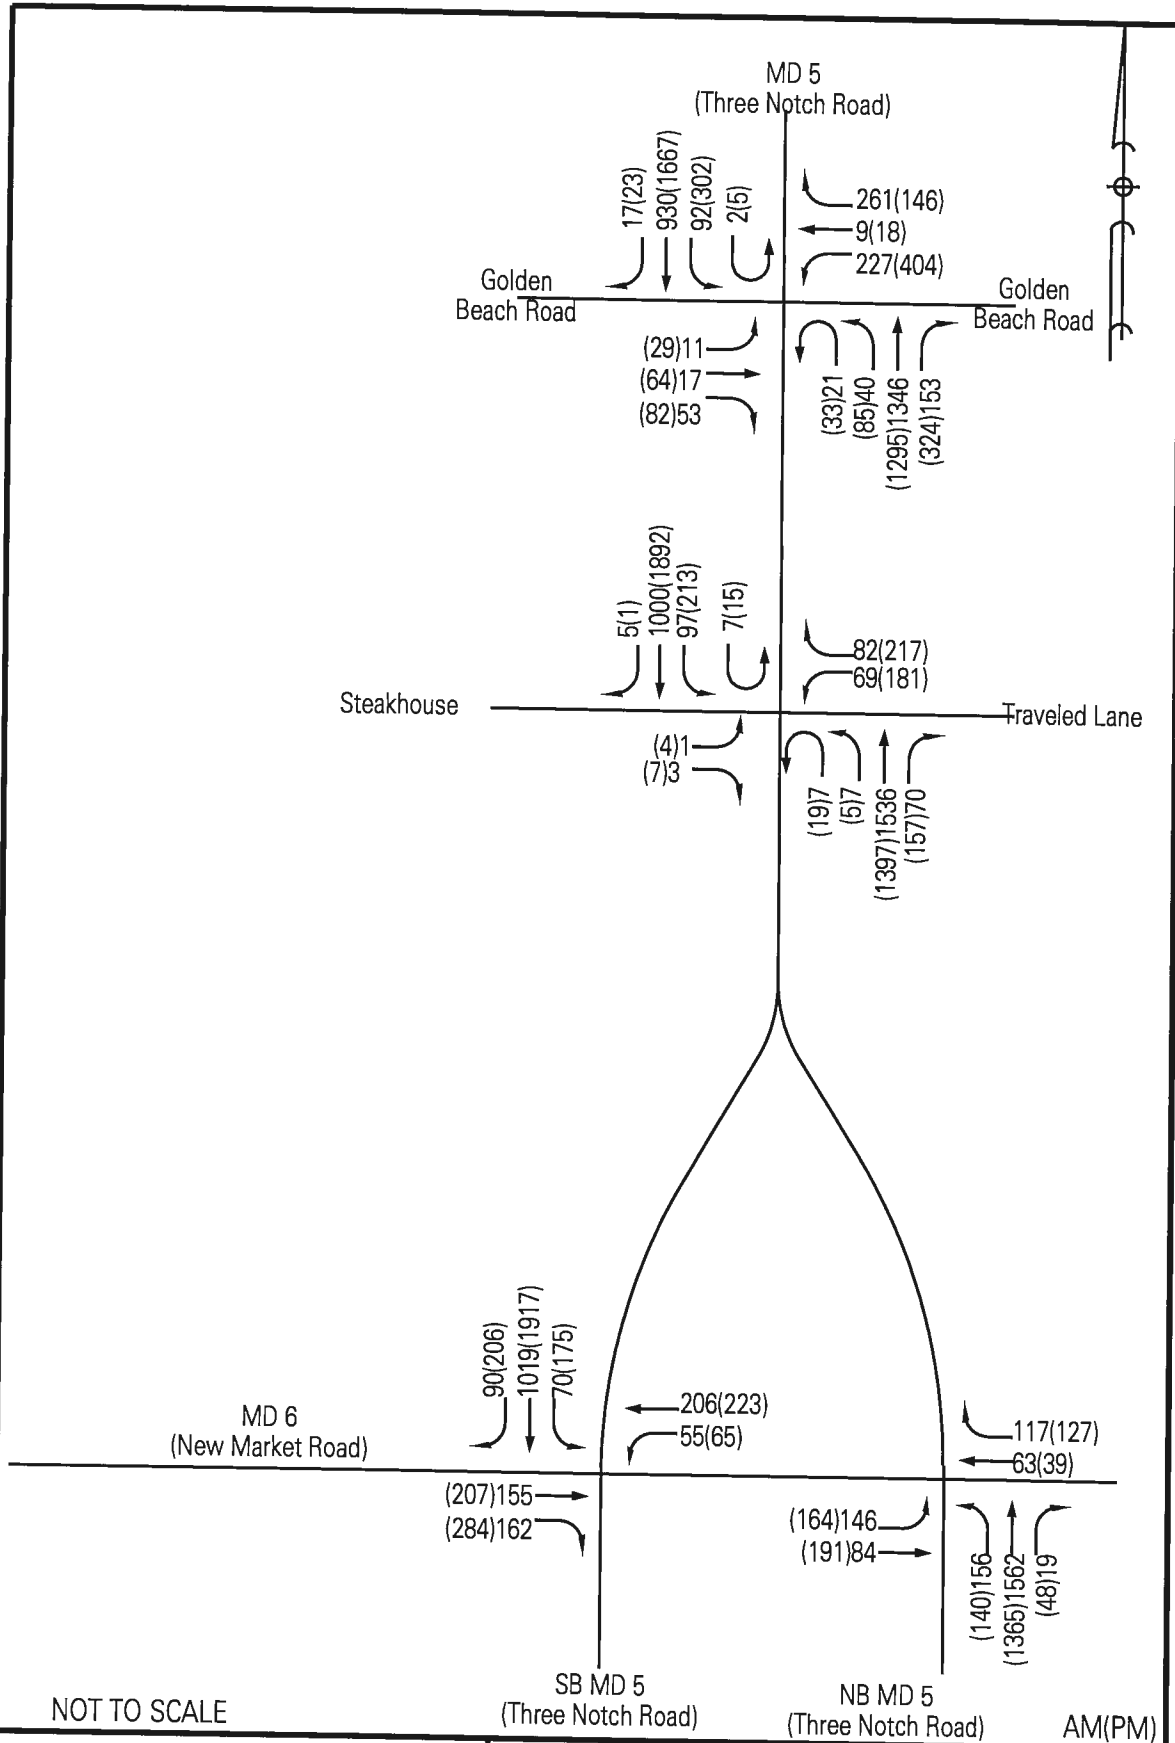 MD 5
(Three Notch Road)
17(23)
930(1667)
92(302)
2(5)
261(146)
9(18)
227(404)
Golden
Beach Road
Golden
Beach Road
(29)11
(64)17
(82)53
(33)21
(85)40
(1295)1346
(324)153
5(1)
1000(1892)
97(213)
7(15)
82(217)
69(181)
Steakhouse
Traveled Lane
(4)1
(7)3
(19)7
(5)7
(1397)1536
(157)70
90(206)
1019(1917)
70(175)
206(223)
55(65)
117(127)
63(39)
MD 6
(New Market Road)
(207)155
(284)162
(164)146
(191)84
(140)156
(1365)1562
(48)19
SB MD 5
(Three Notch Road)
NB MD 5
(Three Notch Road)
NOT TO SCALE
AM(PM)